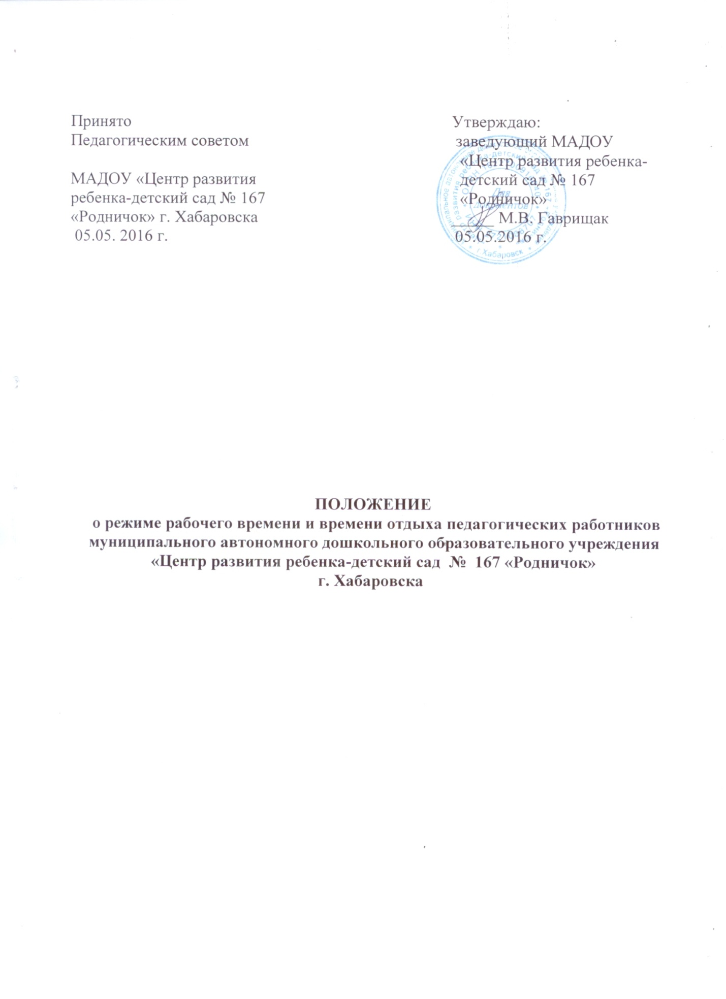 Принято
Педагогическим советом
МАДОУ «Центр развития
ребенка-детский сад № 167
«Родничок» г. Хабаровска
05.05. 2016 г.
Утверждаю:
заведующий МАДОУ
«Центр развития ребенка-
детский сад № 167
«Родничок»
______ М.В. Гаврищак
05.05.2016 г.
Для
документов
г Хабаровск
ПОЛОЖЕНИЕ
о режиме рабочего времени и времени отдыха педагогических работников
муниципального автономного дошкольного образовательного учреждения
«Центр развития ребенка-детский сад № 167 «Родничок»
г. Хабаровска